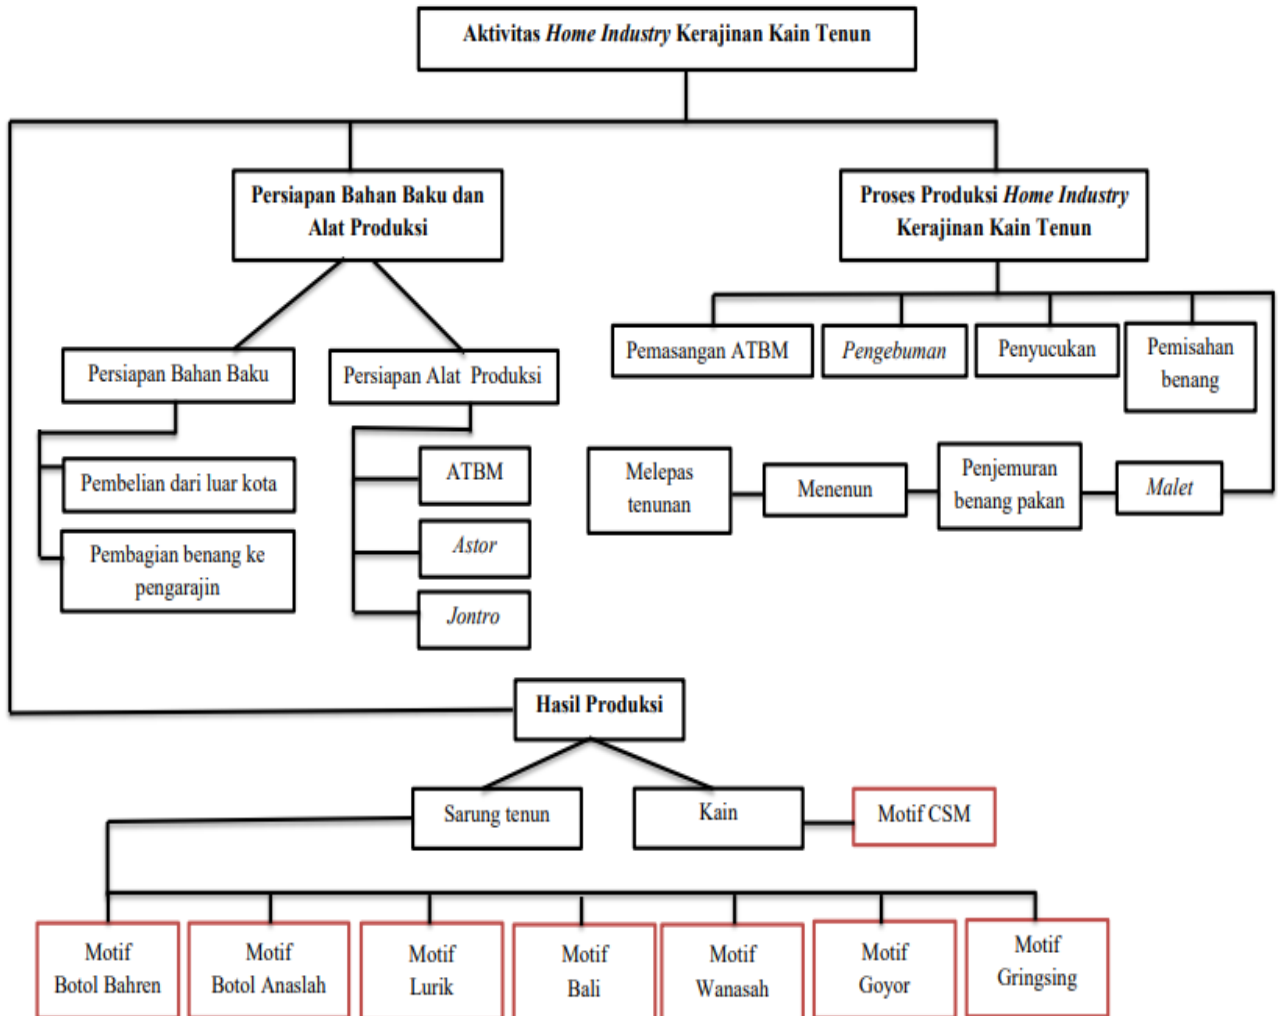 Aktivitas Home Industry Kerajinan Kain Tenun
Persiapan Bahan Baku dan
Alat Produksi
Proses Produksi Home Industry
Kerajinan Kain Tenun
Persiapan Bahan Baku
Persiapan Alat Produksi
Pembelian dari luar kota
Pembagian benang ke
pengarajin
ATBM
Astor
Jontro
Pemasangan ATBM
Pengebuman
Penyucukan
Pemisahan
benang
Malet
Penjemuran
benang pakan
Menenun
Melepas
tenunan
Hasil Produksi
Sarung tenun
Kain
Motif CSM
Motif
Botol Bahren
Motif
Botol Anaslah
Motif
Lurik
Motif
Bali
Motif
Wanasah
Motif
Goyor
Motif
Gringsing